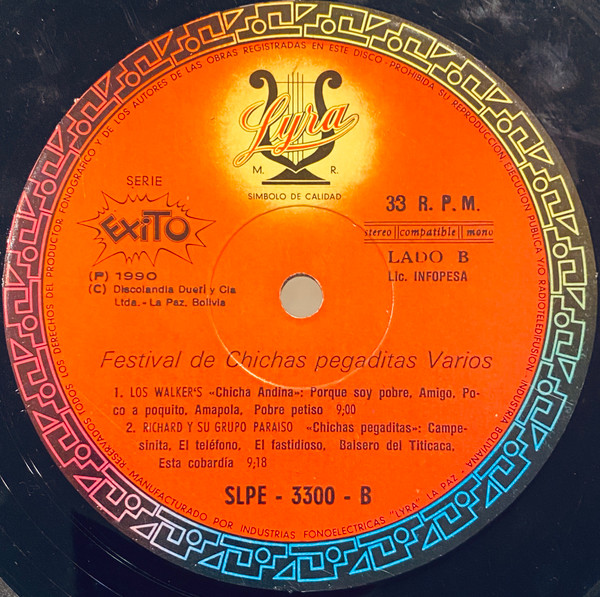 RESERVADOS TODOS LOS DERECHOS DEL PRODUCTOR FONOGRAFICO Y DE LOS AUTORES DE LAS OBRAS REGISTRADAS EN ESTE DISCO - PROHIBIDA SU REPRODUCCION, EJECUCION PUBLICA Y/O RADIOTELEDIFUSION INDUSTRIA BOLIVIANA
Lyra
M. R.
SIMBOLO DE CALIDAD
SERIE
EXITO
33 R. P. M.
stereo || compatible || mono
LADO B
Lic. INFOPESA
(P) 1990
(C) Discolandia Dueri y Cia
Ltda. - La Paz, Bolivia
Festival de Chichas pegaditas Varios
1. LOS WALKER'S «Chicha Andina»: Porque soy pobre, Amigo, Po-
co a poquito, Amapola, Pobre petiso 9;00
2. RICHARD Y SU GRUPO PARAISO «Chichas pegaditas»: Campe-
sinita, El teléfono, El fastidioso, Balsero del Titicaca,
Esta cobardía 9;18
SLPE - 3300 - B
MANUFACTURADO POR INDUSTRIAS FONOELECTRICAS "LYRA" LA PAZ -